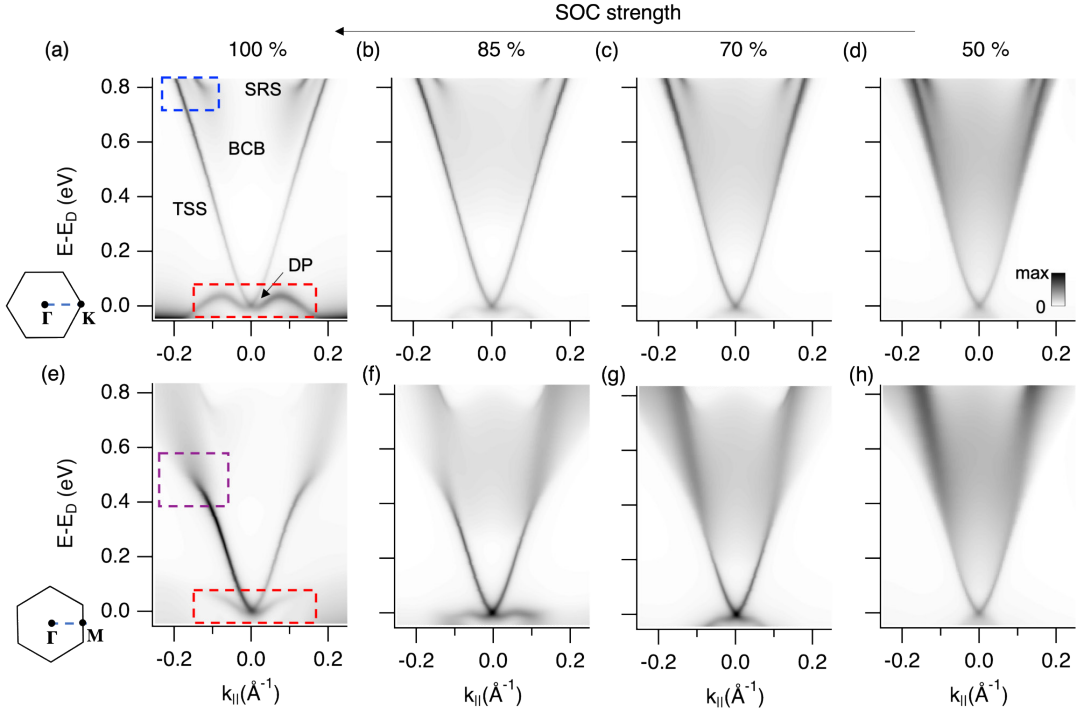 SOC strength
(a) 100 % (b) 85 % (c) 70 % (d) 50 %
0.8
0.6
0.4
0.2
0.0
E-E_D (eV)
SRS
BCB
TSS
DP
Γ K
max
0
-0.2 0.0 0.2
-0.2 0.0 0.2
-0.2 0.0 0.2
-0.2 0.0 0.2
(e) (f) (g) (h)
0.8
0.6
0.4
0.2
0.0
E-E_D (eV)
Γ M
-0.2 0.0 0.2
-0.2 0.0 0.2
-0.2 0.0 0.2
-0.2 0.0 0.2
k_||(Å⁻¹)
k_||(Å⁻¹)
k_||(Å⁻¹)
k_||(Å⁻¹)